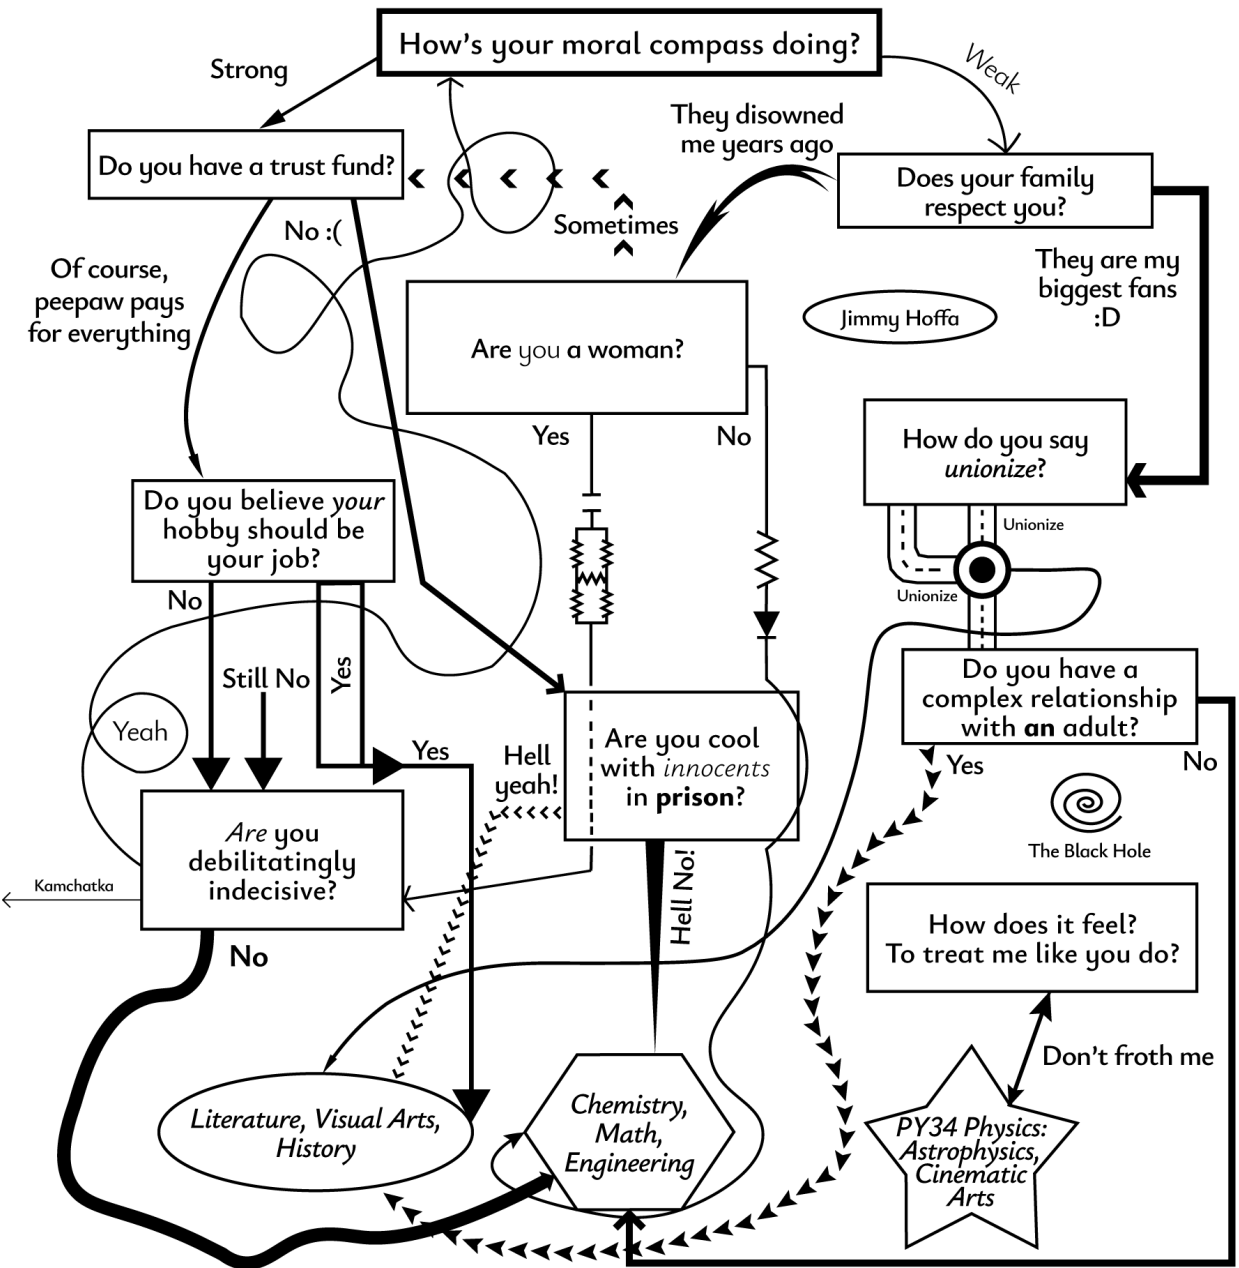 How's your moral compass doing?
Strong
Weak
They disowned
me years ago
Do you have a trust fund?
Does your family
respect you?
No :(
Sometimes
Of course,
peepaw pays
for everything
They are my
biggest fans
:D
Jimmy Hoffa
Are you a woman?
Yes
No
How do you say
unionize?
Do you believe your
hobby should be
your job?
Unionize
Unionize
No
Still No
Yes
Do you have a
complex relationship
with an adult?
Yeah
Yes
Hell
yeah!
Are you cool
with innocents
in prison?
Yes
No
Are you
debilitatingly
indecisive?
The Black Hole
Kamchatka
Hell No!
How does it feel?
To treat me like you do?
No
Don't froth me
Literature, Visual Arts,
History
Chemistry,
Math,
Engineering
PY34 Physics:
Astrophysics,
Cinematic
Arts